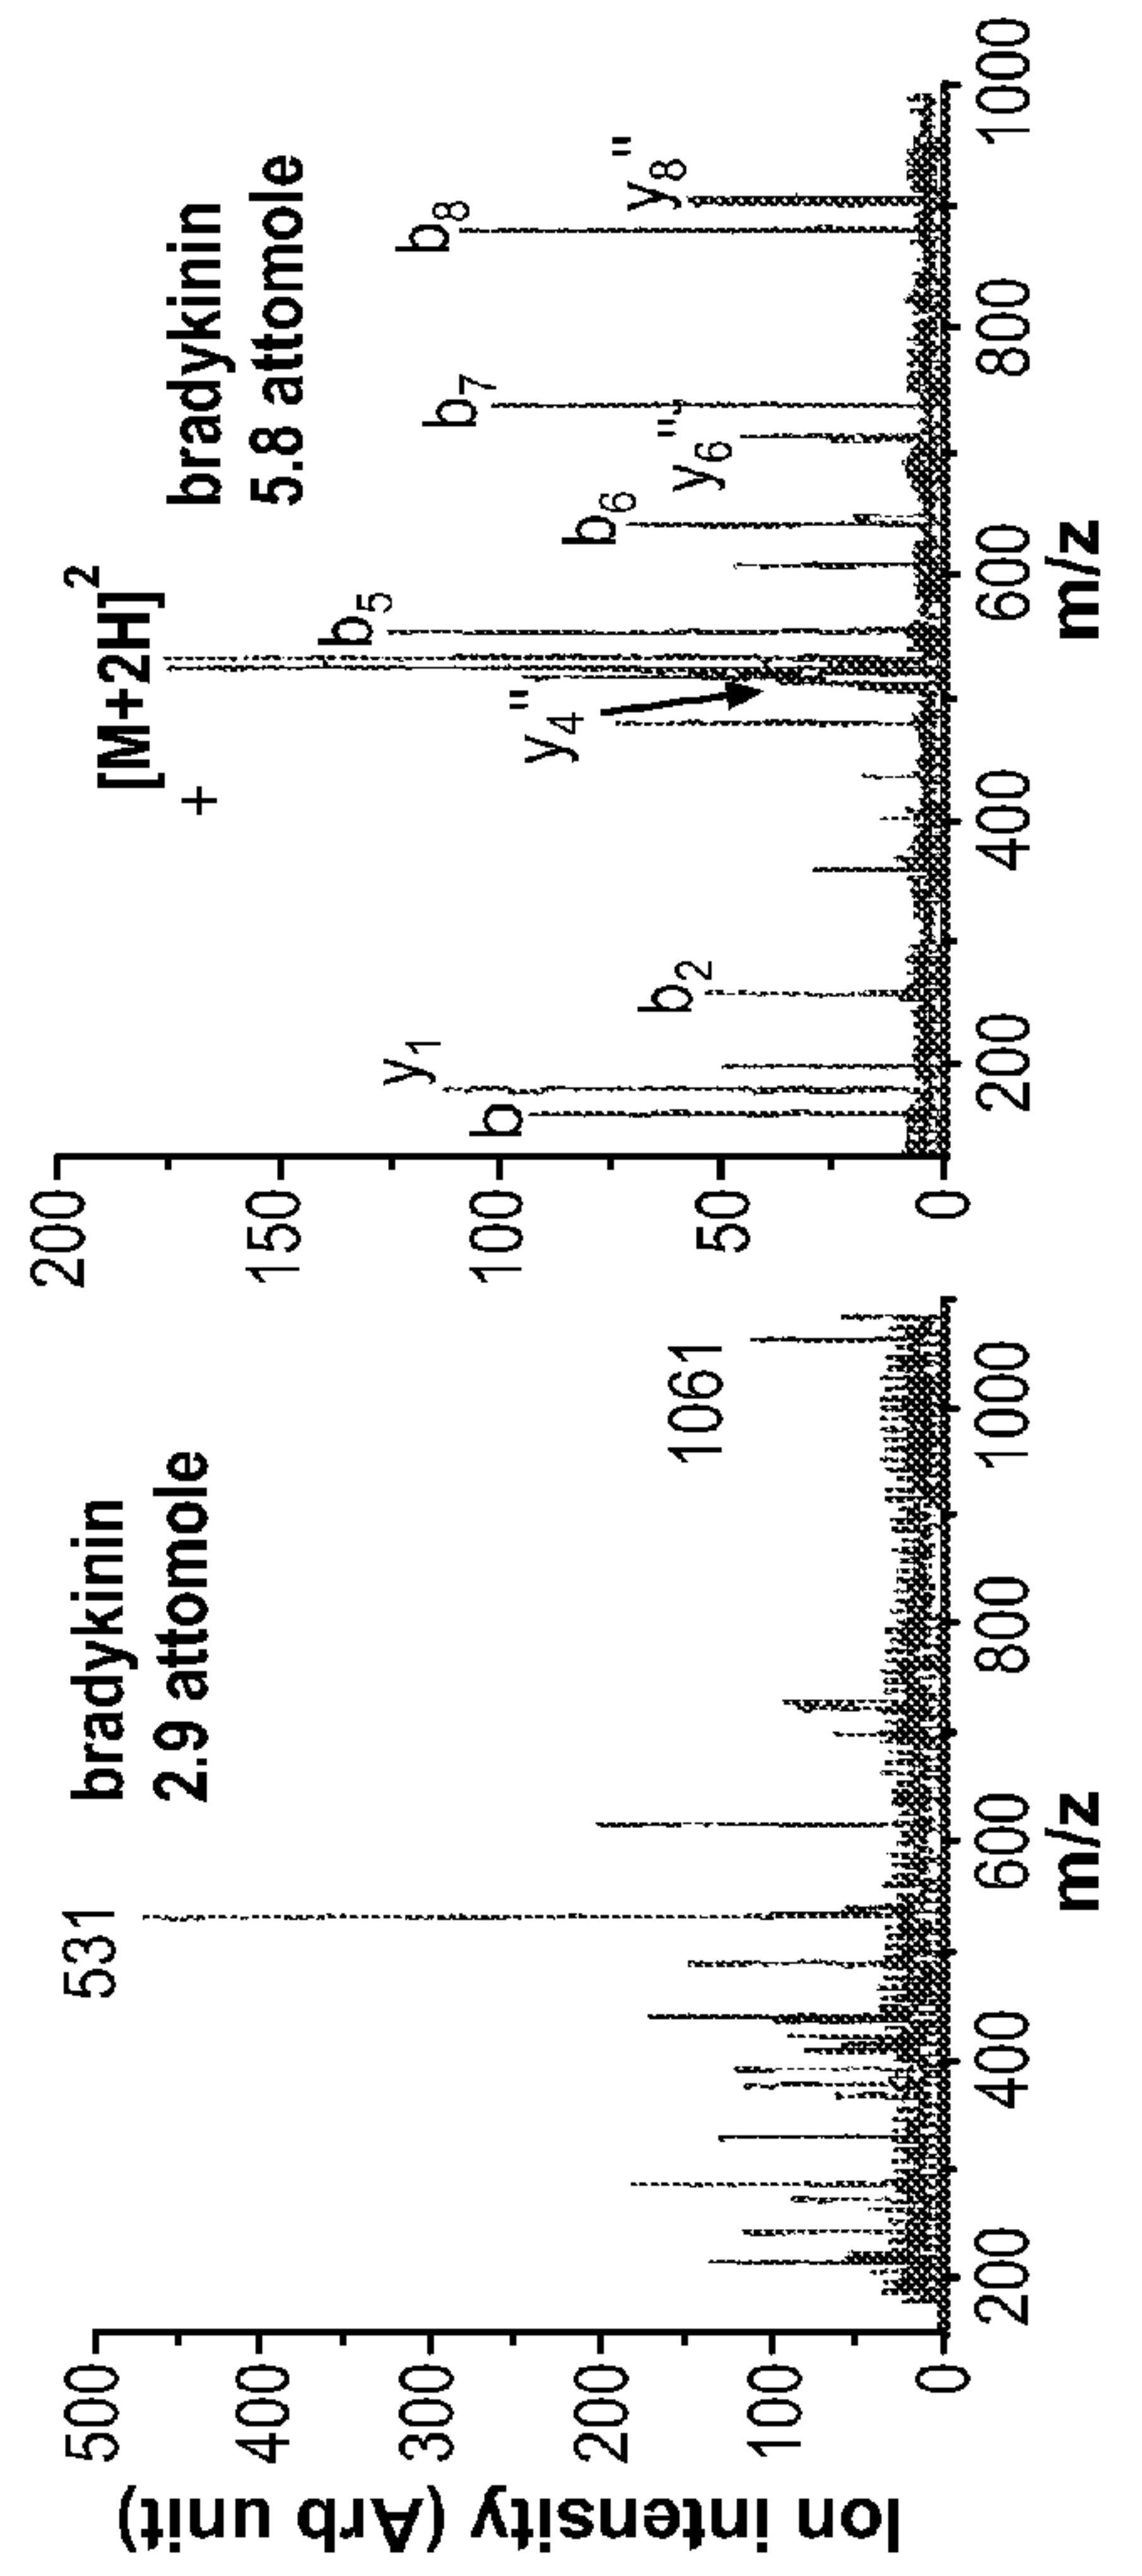 Ion intensity (Arb unit)
500
400
300
200
100
0
531
bradykinin
2.9 attomole
1061
200
400
600
800
1000
m/z
200
150
100
50
0
[M+2H]2
+
bradykinin
5.8 attomole
b
y1
b2
y4"
b5
b6
y6"
b7
b8
y8"
200
400
600
800
1000
m/z